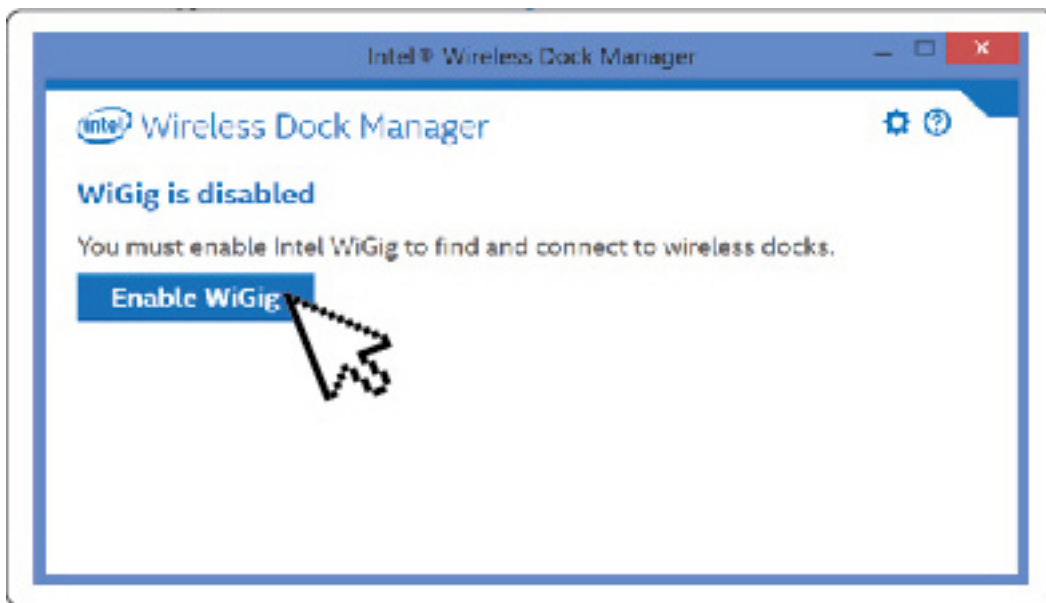 Intel® Wireless Dock Manager
intel Wireless Dock Manager
WiGig is disabled
You must enable Intel WiGig to find and connect to wireless docks.
Enable WiGig